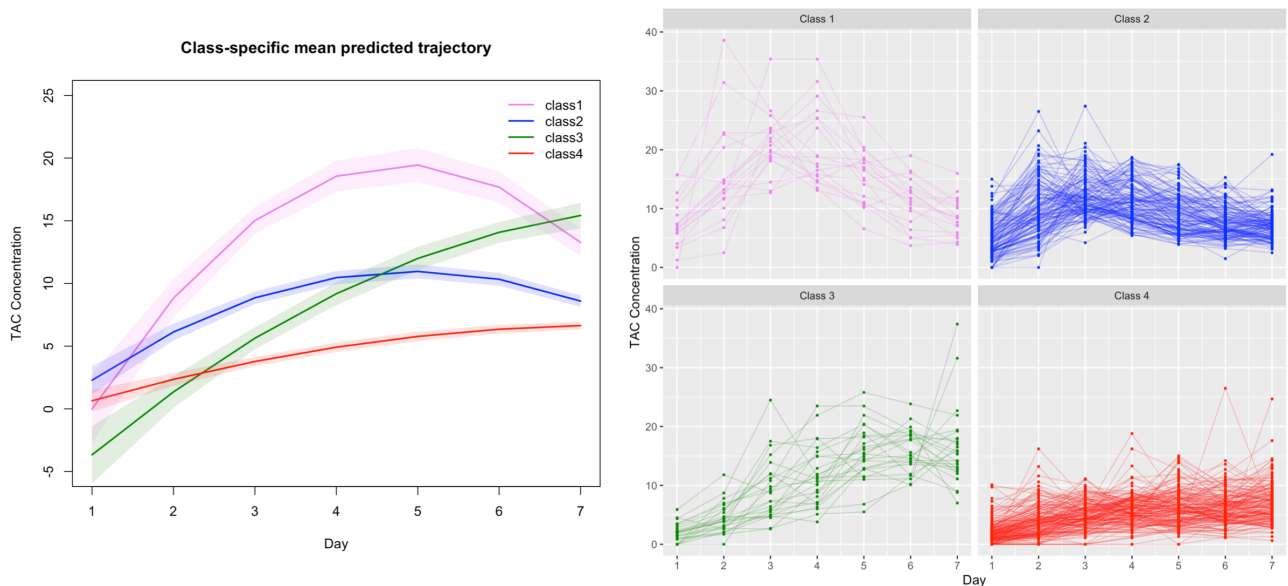 Class-specific mean predicted trajectory
TAC Concentration
25
20
15
10
5
0
-5
class1
class2
class3
class4
1 2 3 4 5 6 7
Day
Class 1
Class 2
40
30
20
10
0
Class 3
Class 4
40
30
20
10
0
TAC Concentration
1 2 3 4 5 6 7
1 2 3 4 5 6 7
Day